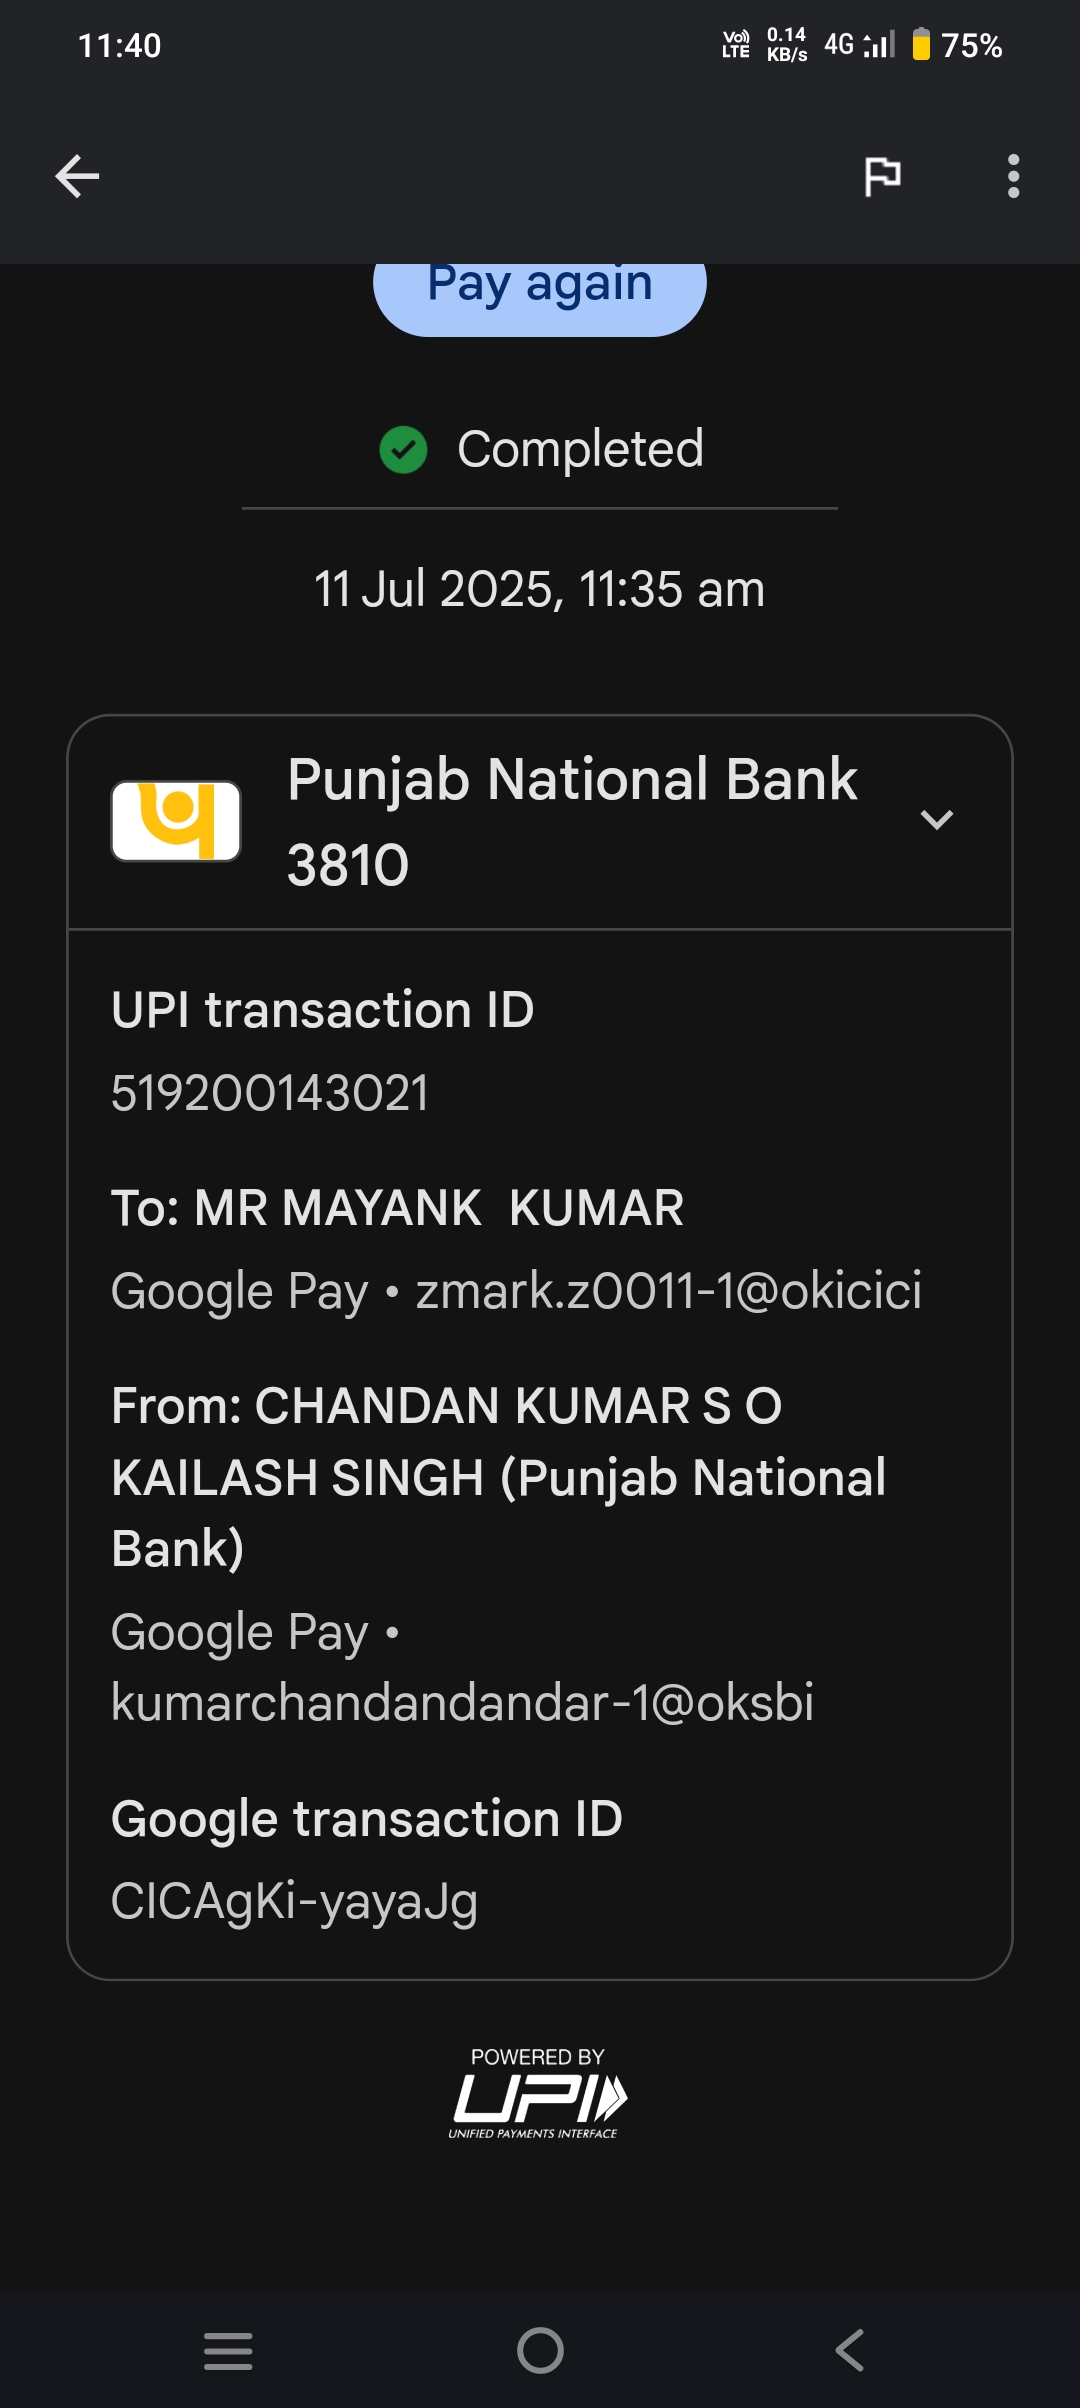 11:40
Vo)) LTE 0.14 KB/s 4G 75%
Pay again
Completed
11 Jul 2025, 11:35 am
Punjab National Bank
3810
UPI transaction ID
519200143021
To: MR MAYANK  KUMAR
Google Pay • zmark.z0011-1@okicici
From: CHANDAN KUMAR S O
KAILASH SINGH (Punjab National
Bank)
Google Pay •
kumarchandandandar-1@oksbi
Google transaction ID
CICAgKi-yayaJg
POWERED BY
UPI
UNIFIED PAYMENTS INTERFACE